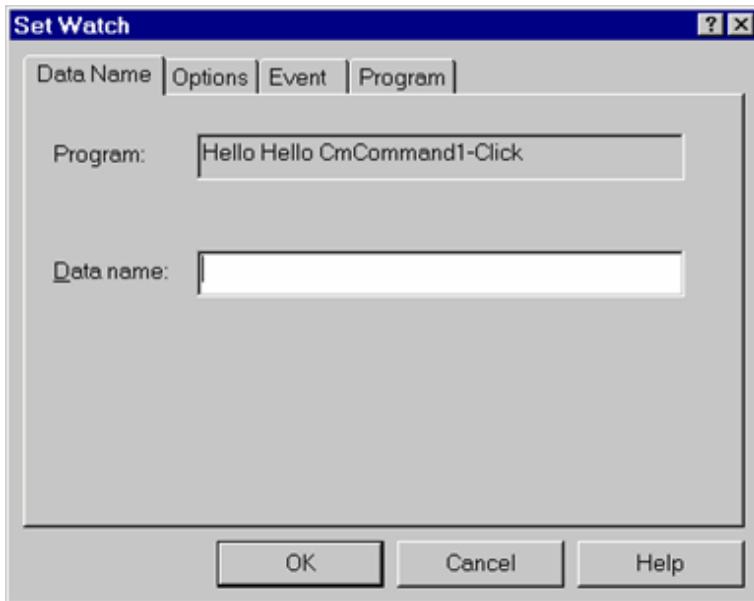 Set Watch
Data Name Options Event Program
Program: Hello Hello CmCommand1-Click
Data name:
OK Cancel Help